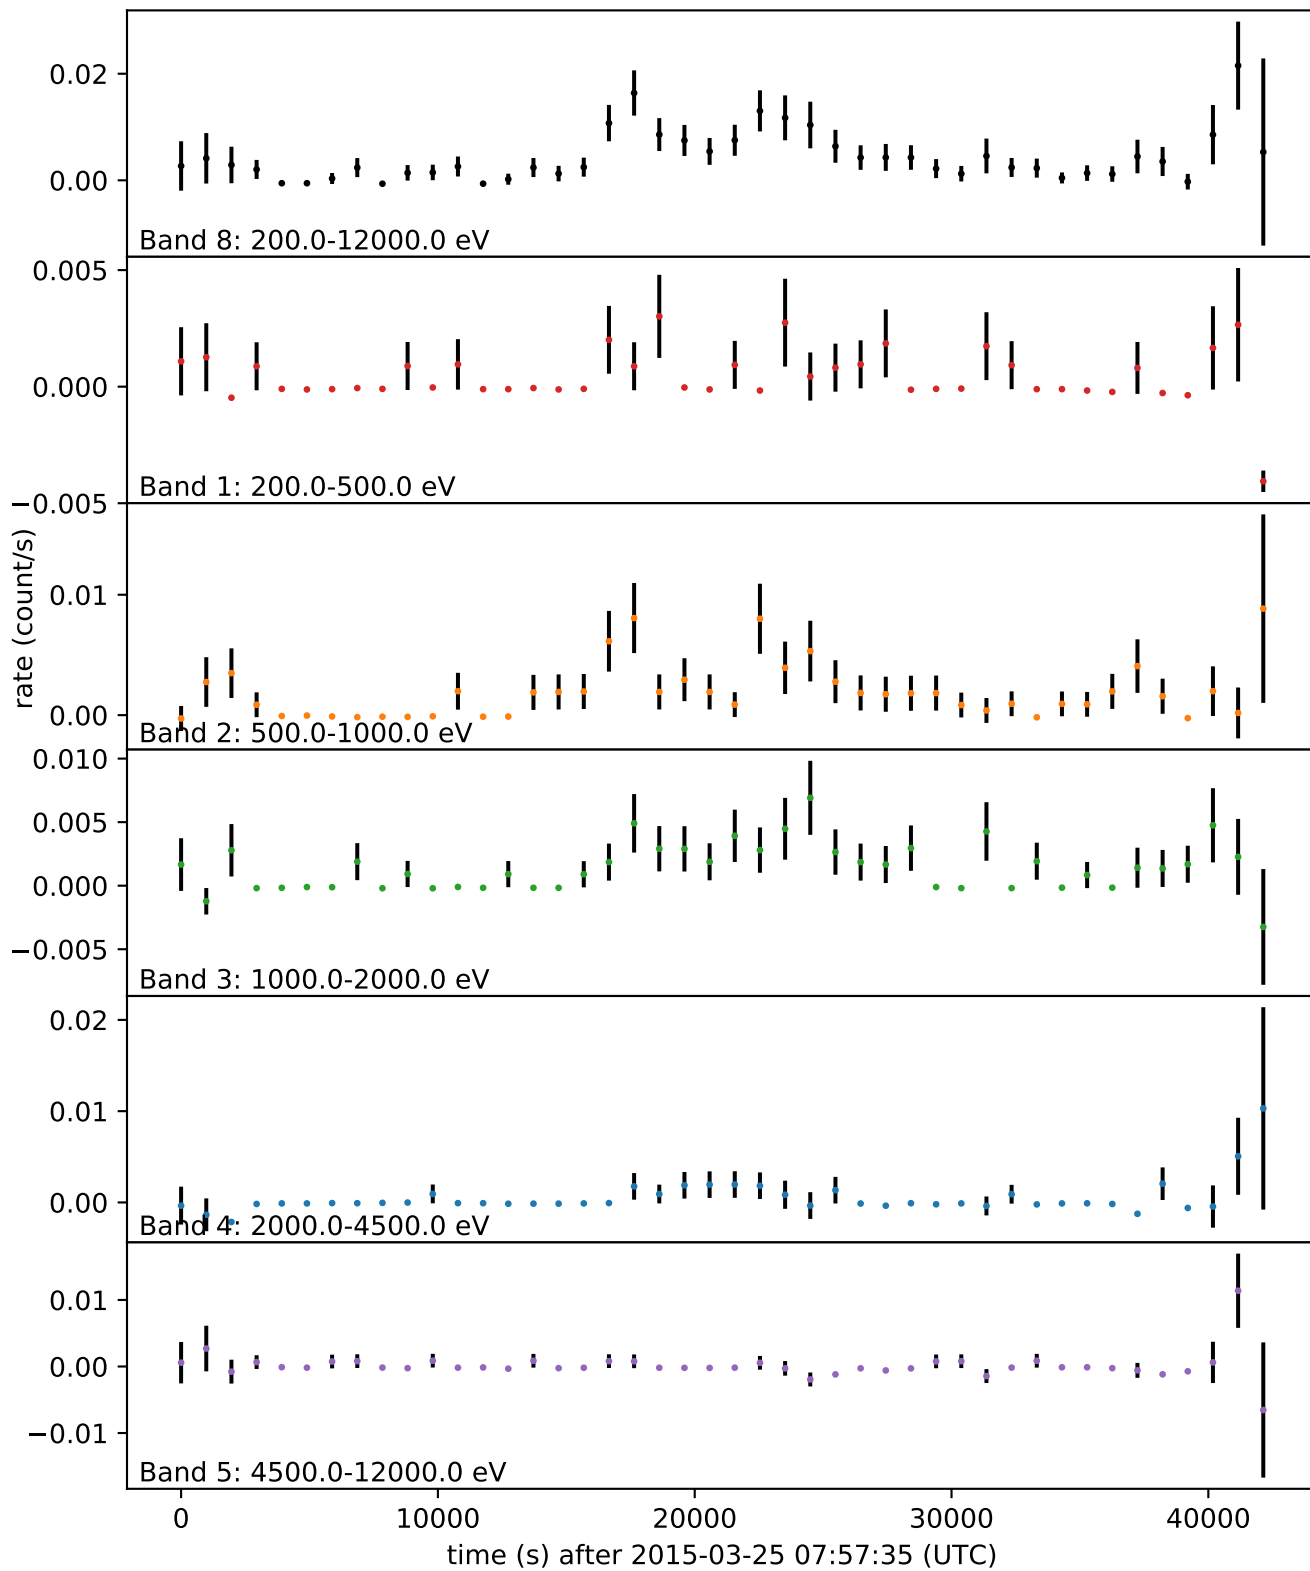 0.02
0.00
Band 8: 200.0-12000.0 eV
0.005
0.000
−0.005
Band 1: 200.0-500.0 eV
rate (count/s)
0.01
0.00
Band 2: 500.0-1000.0 eV
0.010
0.005
0.000
−0.005
Band 3: 1000.0-2000.0 eV
0.02
0.01
0.00
Band 4: 2000.0-4500.0 eV
0.01
0.00
−0.01
Band 5: 4500.0-12000.0 eV
0 10000 20000 30000 40000
time (s) after 2015-03-25 07:57:35 (UTC)